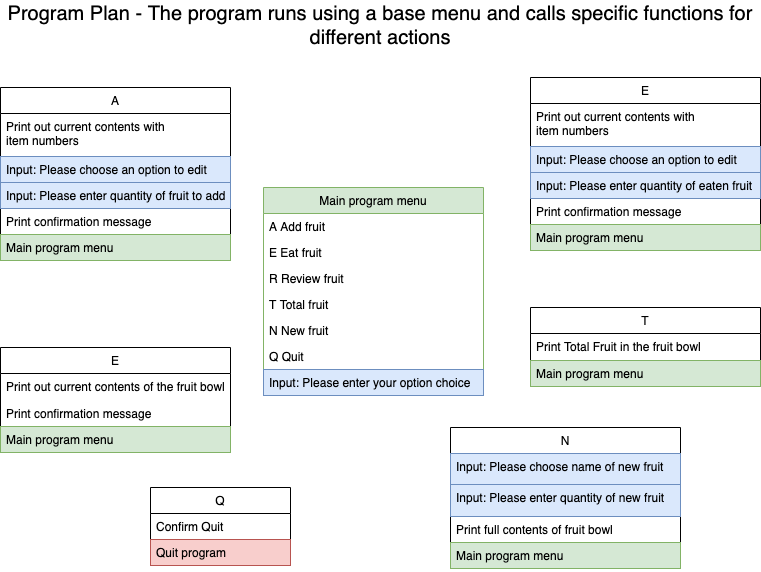 Program Plan - The program runs using a base menu and calls specific functions for
different actions
A
Print out current contents with
item numbers
Input: Please choose an option to edit
Input: Please enter quantity of fruit to add
Print confirmation message
Main program menu
E
Print out current contents with
item numbers
Input: Please choose an option to edit
Input: Please enter quantity of eaten fruit
Print confirmation message
Main program menu
Main program menu
A Add fruit
E Eat fruit
R Review fruit
T Total fruit
N New fruit
Q Quit
Input: Please enter your option choice
T
Print Total Fruit in the fruit bowl
Main program menu
E
Print out current contents of the fruit bowl
Print confirmation message
Main program menu
N
Input: Please choose name of new fruit
Input: Please enter quantity of new fruit
Print full contents of fruit bowl
Main program menu
Q
Confirm Quit
Quit program